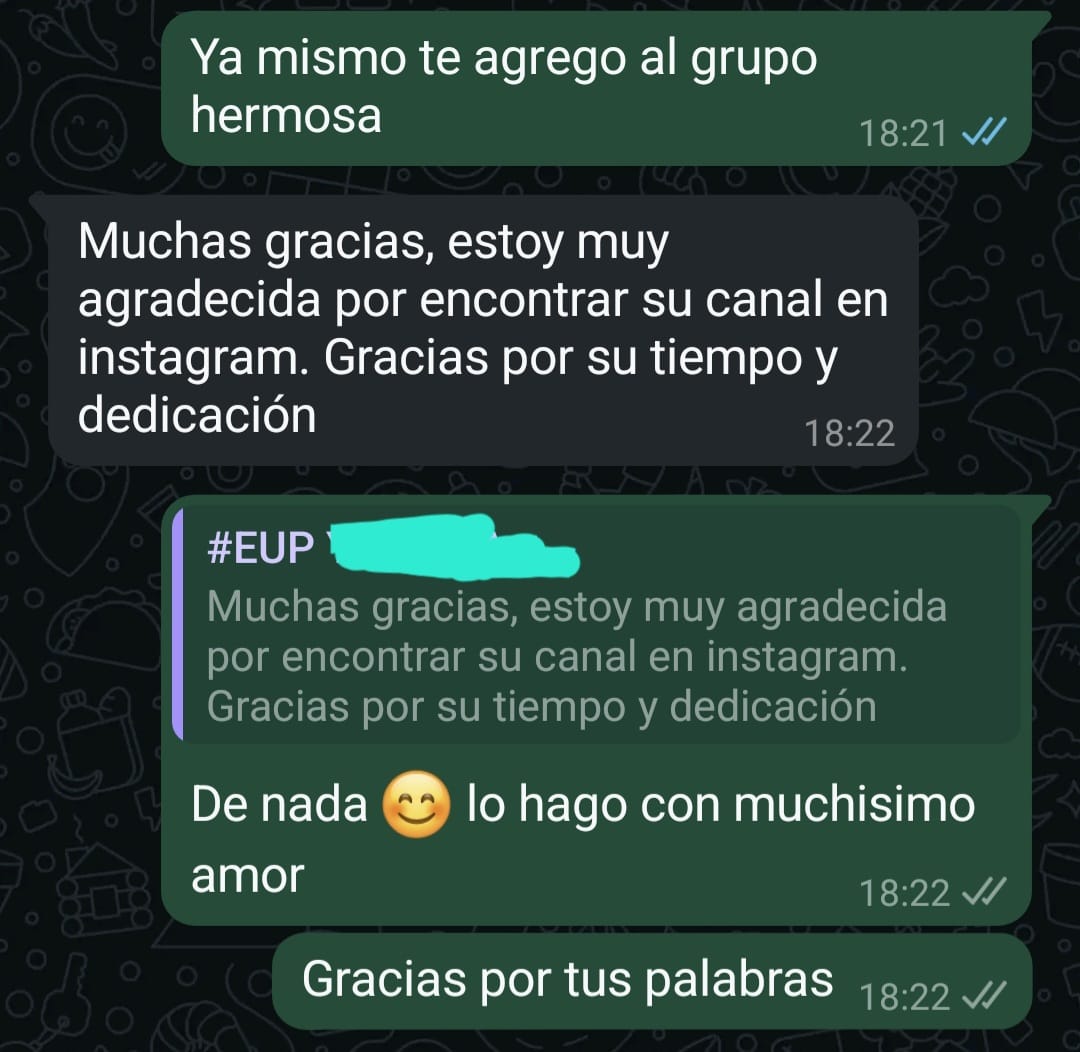 Ya mismo te agrego al grupo
hermosa
18:21
Muchas gracias, estoy muy
agradecida por encontrar su canal en
instagram. Gracias por su tiempo y
dedicación
18:22
#EUP
Muchas gracias, estoy muy agradecida
por encontrar su canal en instagram.
Gracias por su tiempo y dedicación
De nada 😊 lo hago con muchisimo
amor
18:22
Gracias por tus palabras
18:22